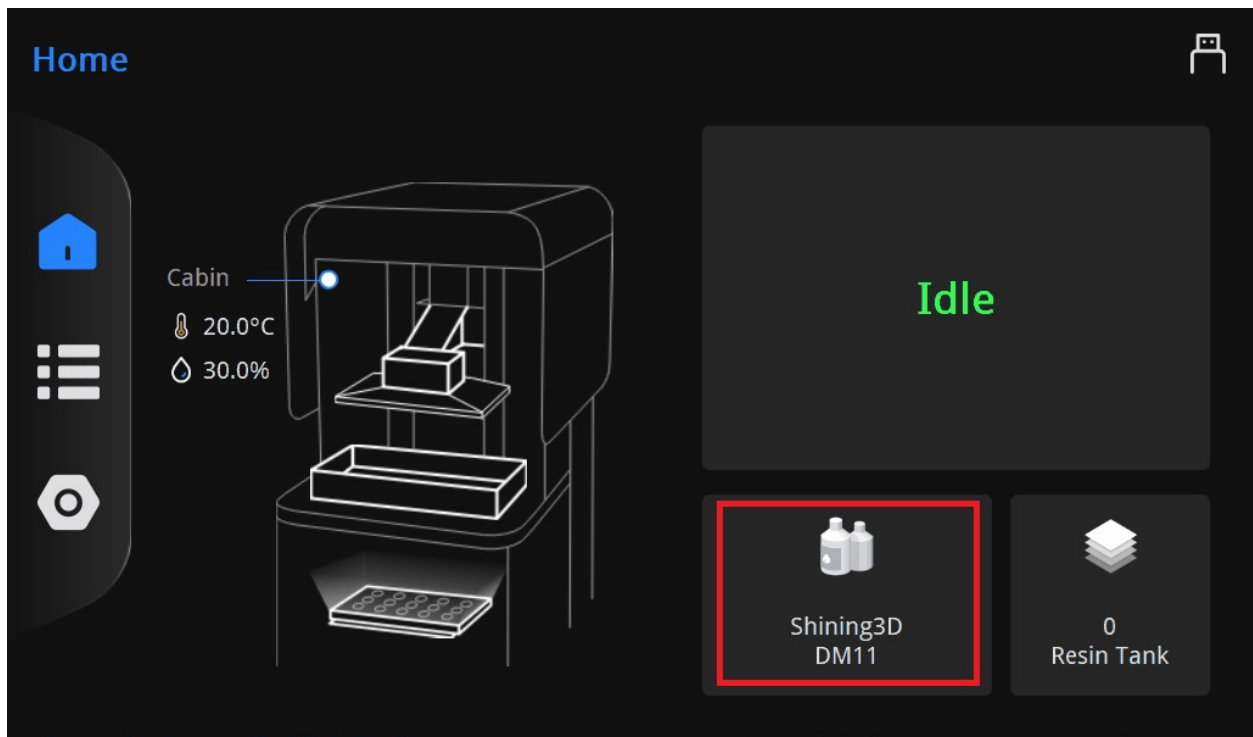 Home
Cabin
20.0°C
30.0%
Idle
Shining3D
DM11
0
Resin Tank